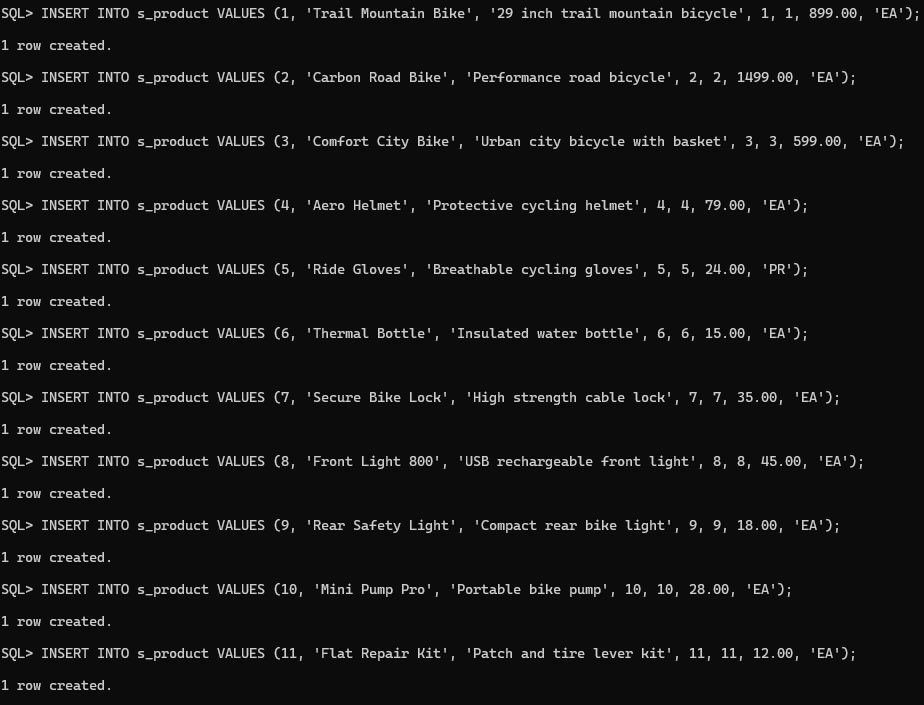 SQL> INSERT INTO s_product VALUES (1, 'Trail Mountain Bike', '29 inch trail mountain bicycle', 1, 1, 899.00, 'EA');
1 row created.
SQL> INSERT INTO s_product VALUES (2, 'Carbon Road Bike', 'Performance road bicycle', 2, 2, 1499.00, 'EA');
1 row created.
SQL> INSERT INTO s_product VALUES (3, 'Comfort City Bike', 'Urban city bicycle with basket', 3, 3, 599.00, 'EA');
1 row created.
SQL> INSERT INTO s_product VALUES (4, 'Aero Helmet', 'Protective cycling helmet', 4, 4, 79.00, 'EA');
1 row created.
SQL> INSERT INTO s_product VALUES (5, 'Ride Gloves', 'Breathable cycling gloves', 5, 5, 24.00, 'PR');
1 row created.
SQL> INSERT INTO s_product VALUES (6, 'Thermal Bottle', 'Insulated water bottle', 6, 6, 15.00, 'EA');
1 row created.
SQL> INSERT INTO s_product VALUES (7, 'Secure Bike Lock', 'High strength cable lock', 7, 7, 35.00, 'EA');
1 row created.
SQL> INSERT INTO s_product VALUES (8, 'Front Light 800', 'USB rechargeable front light', 8, 8, 45.00, 'EA');
1 row created.
SQL> INSERT INTO s_product VALUES (9, 'Rear Safety Light', 'Compact rear bike light', 9, 9, 18.00, 'EA');
1 row created.
SQL> INSERT INTO s_product VALUES (10, 'Mini Pump Pro', 'Portable bike pump', 10, 10, 28.00, 'EA');
1 row created.
SQL> INSERT INTO s_product VALUES (11, 'Flat Repair Kit', 'Patch and tire lever kit', 11, 11, 12.00, 'EA');
1 row created.